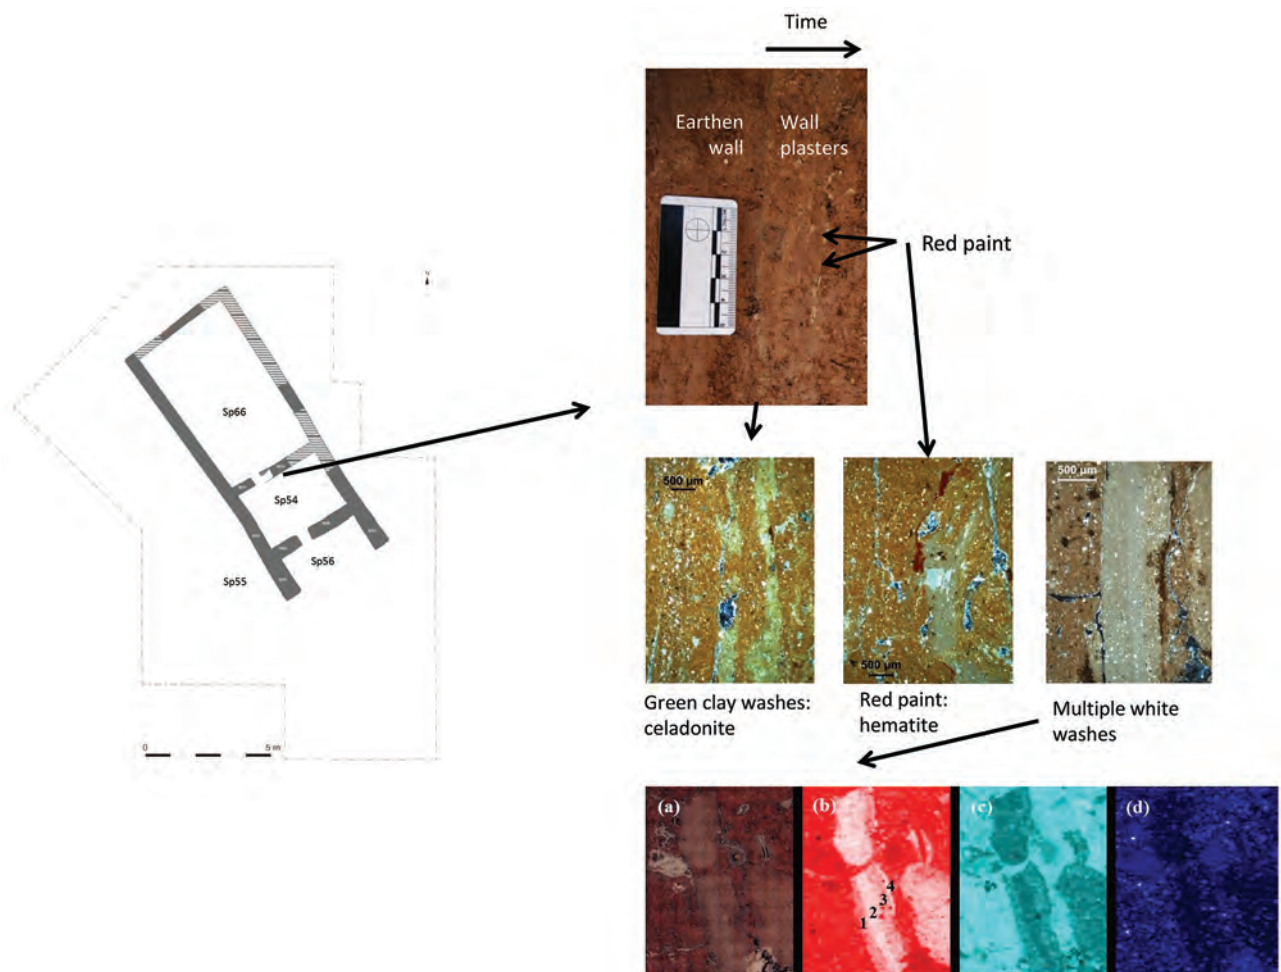 Time
Earthen
wall
Wall
plasters
Red paint
N
Sp66
Sp54
Sp56
Sp55
500 µm
500 µm
500 µm
Green clay washes:
celadonite
Red paint:
hematite
Multiple white
washes
0
5 m
(a)
(b)
(c)
(d)
1
2
3
4